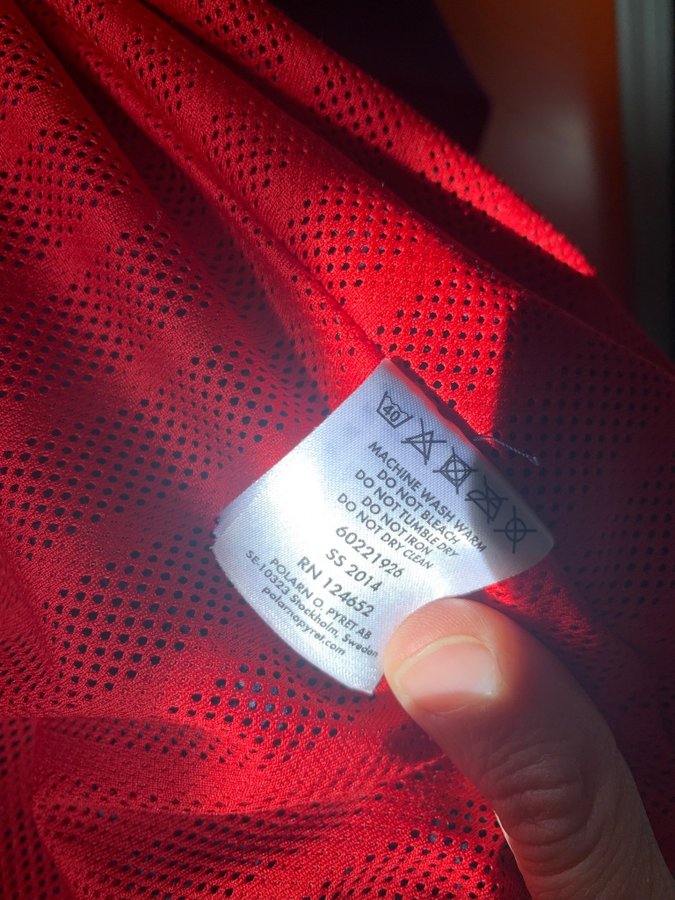 40
MACHINE WASH WARM
DO NOT BLEACH
DO NOT TUMBLE DRY
DO NOT IRON
DO NOT DRY CLEAN
60221926
SS 2014
RN 124652
POLARN O. PYRET AB
SE-10323 Stockholm, Sweden
polarnopyret.com